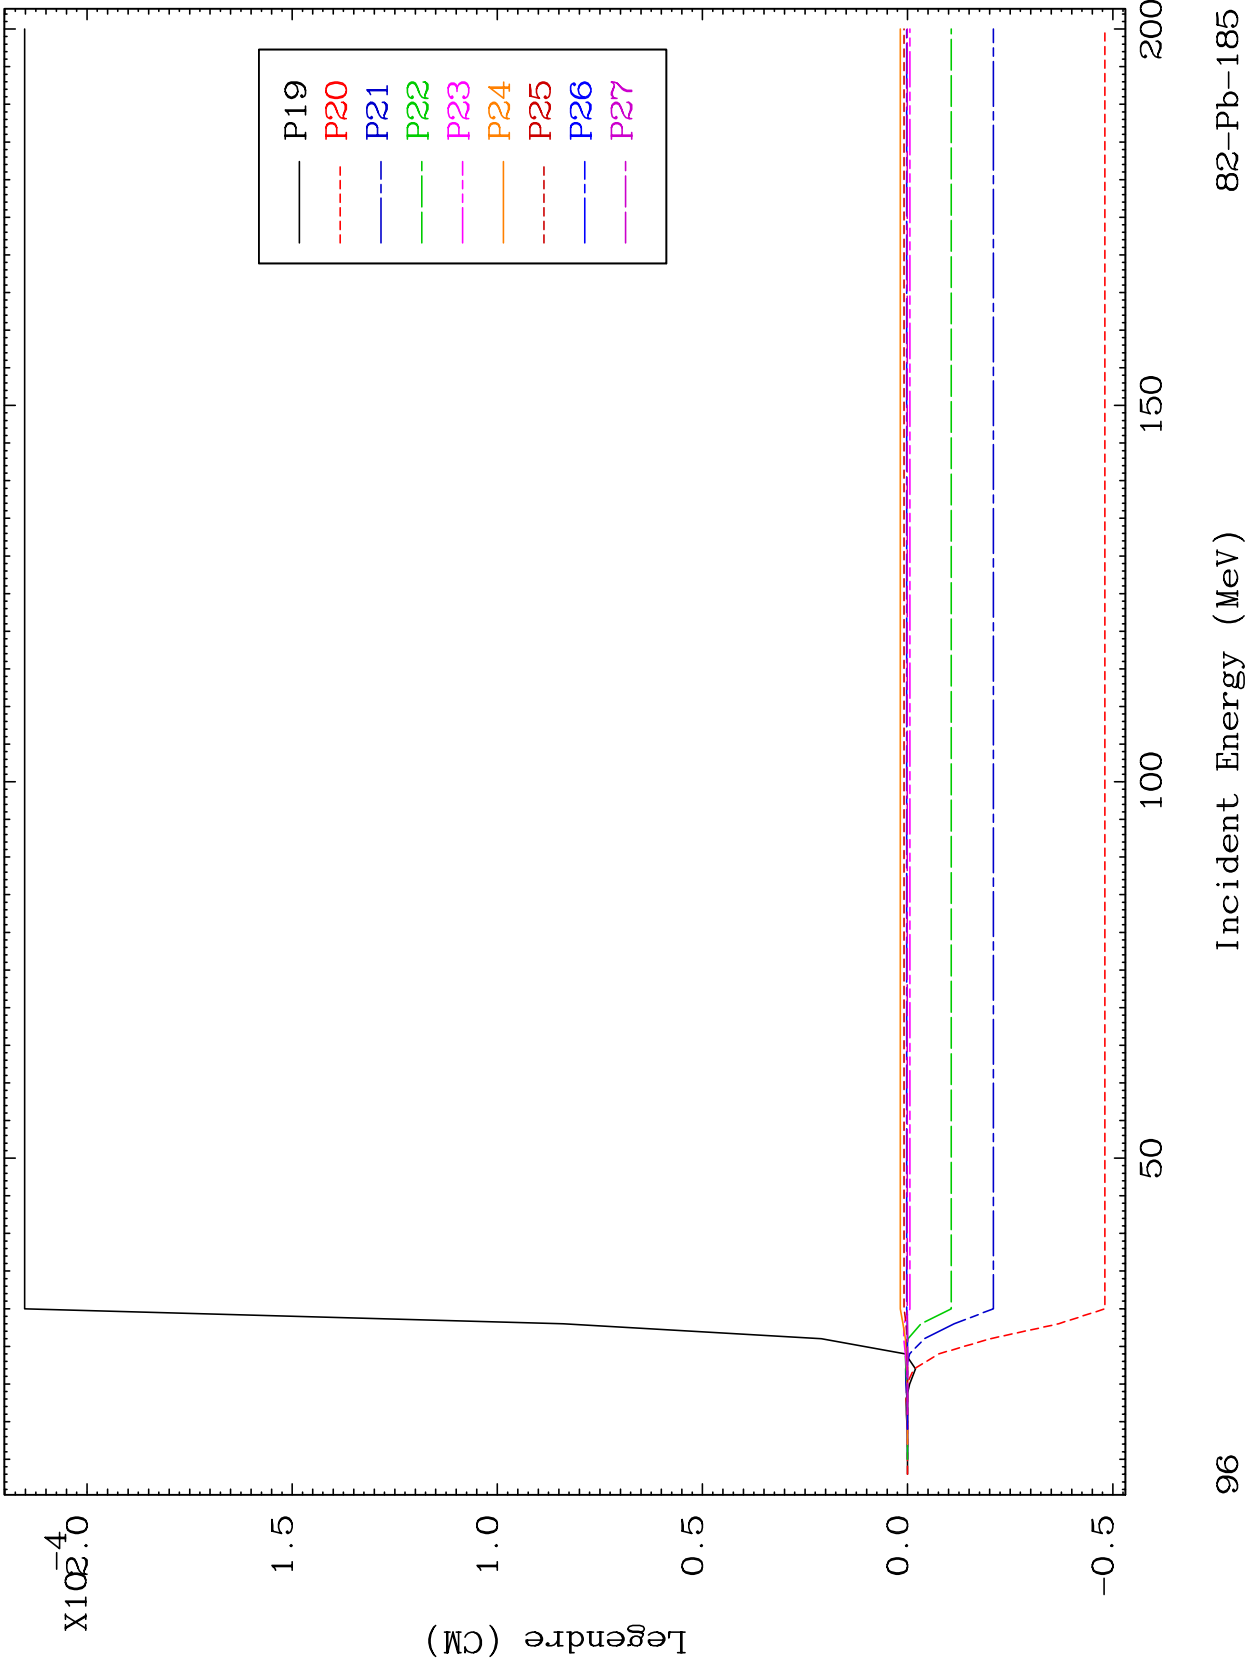 X10-4
2.0
1.5
1.0
0.5
0.0
-0.5
Legendre (CM)
P19
P20
P21
P22
P23
P24
P25
P26
P27
50
100
150
200
96
Incident Energy (MeV)
82-Pb-185